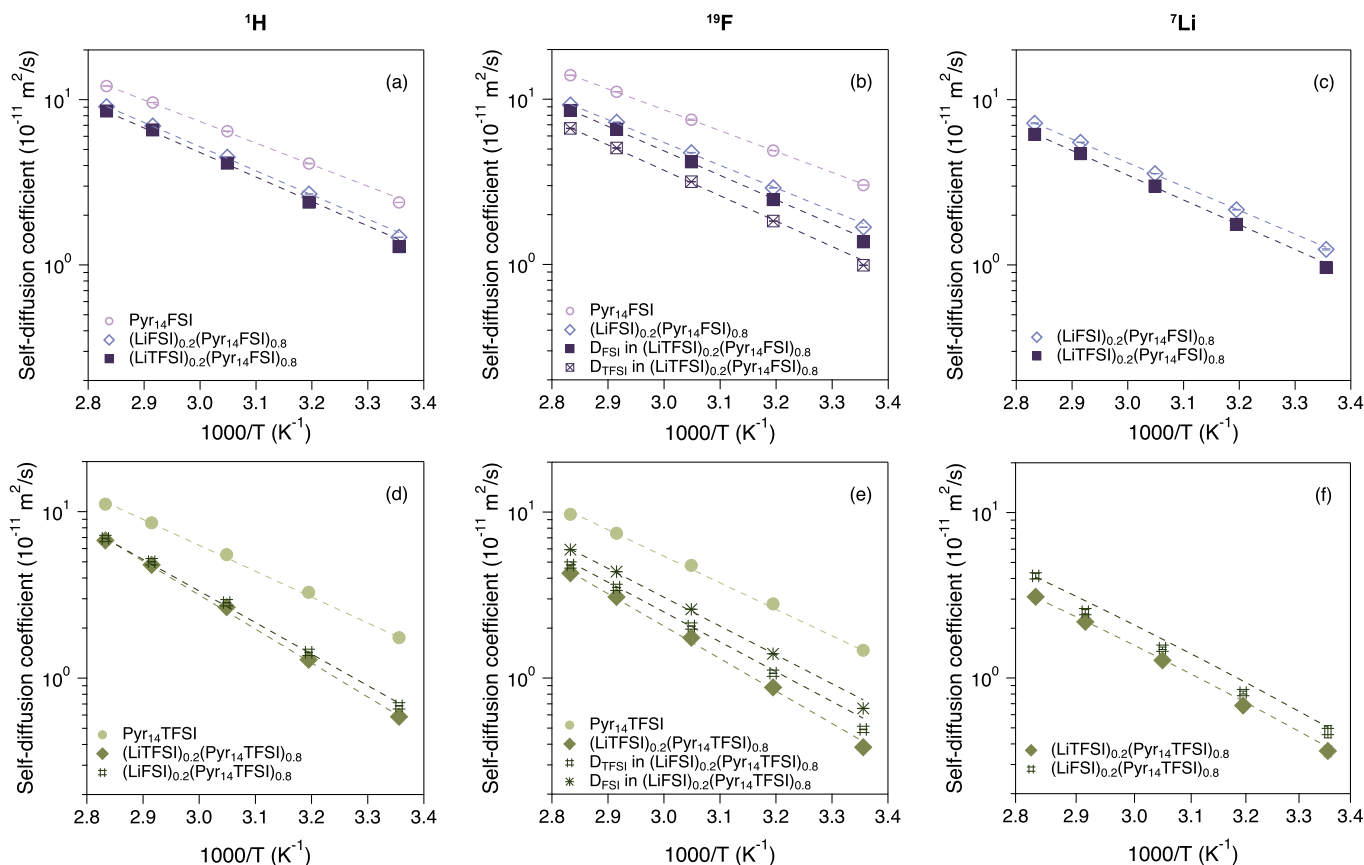 ¹H
¹⁹F
⁷Li
(a)
Self-diffusion coefficient (10⁻¹¹ m²/s)
10¹
10⁰
Pyr₁₄FSI
(LiFSI)₀.₂(Pyr₁₄FSI)₀.₈
(LiTFSI)₀.₂(Pyr₁₄FSI)₀.₈
2.8 2.9 3.0 3.1 3.2 3.3 3.4
1000/T (K⁻¹)
(b)
Self-diffusion coefficient (10⁻¹¹ m²/s)
10¹
10⁰
Pyr₁₄FSI
(LiFSI)₀.₂(Pyr₁₄FSI)₀.₈
D_FSI in (LiTFSI)₀.₂(Pyr₁₄FSI)₀.₈
D_TFSI in (LiTFSI)₀.₂(Pyr₁₄FSI)₀.₈
2.8 2.9 3.0 3.1 3.2 3.3 3.4
1000/T (K⁻¹)
(c)
Self-diffusion coefficient (10⁻¹¹ m²/s)
10¹
10⁰
(LiFSI)₀.₂(Pyr₁₄FSI)₀.₈
(LiTFSI)₀.₂(Pyr₁₄FSI)₀.₈
2.8 2.9 3.0 3.1 3.2 3.3 3.4
1000/T (K⁻¹)
(d)
Self-diffusion coefficient (10⁻¹¹ m²/s)
10¹
10⁰
Pyr₁₄TFSI
(LiTFSI)₀.₂(Pyr₁₄TFSI)₀.₈
(LiFSI)₀.₂(Pyr₁₄TFSI)₀.₈
2.8 2.9 3.0 3.1 3.2 3.3 3.4
1000/T (K⁻¹)
(e)
Self-diffusion coefficient (10⁻¹¹ m²/s)
10¹
10⁰
Pyr₁₄TFSI
(LiTFSI)₀.₂(Pyr₁₄TFSI)₀.₈
D_TFSI in (LiFSI)₀.₂(Pyr₁₄TFSI)₀.₈
D_FSI in (LiFSI)₀.₂(Pyr₁₄TFSI)₀.₈
2.8 2.9 3.0 3.1 3.2 3.3 3.4
1000/T (K⁻¹)
(f)
Self-diffusion coefficient (10⁻¹¹ m²/s)
10¹
10⁰
(LiTFSI)₀.₂(Pyr₁₄TFSI)₀.₈
(LiFSI)₀.₂(Pyr₁₄TFSI)₀.₈
2.8 2.9 3.0 3.1 3.2 3.3 3.4
1000/T (K⁻¹)